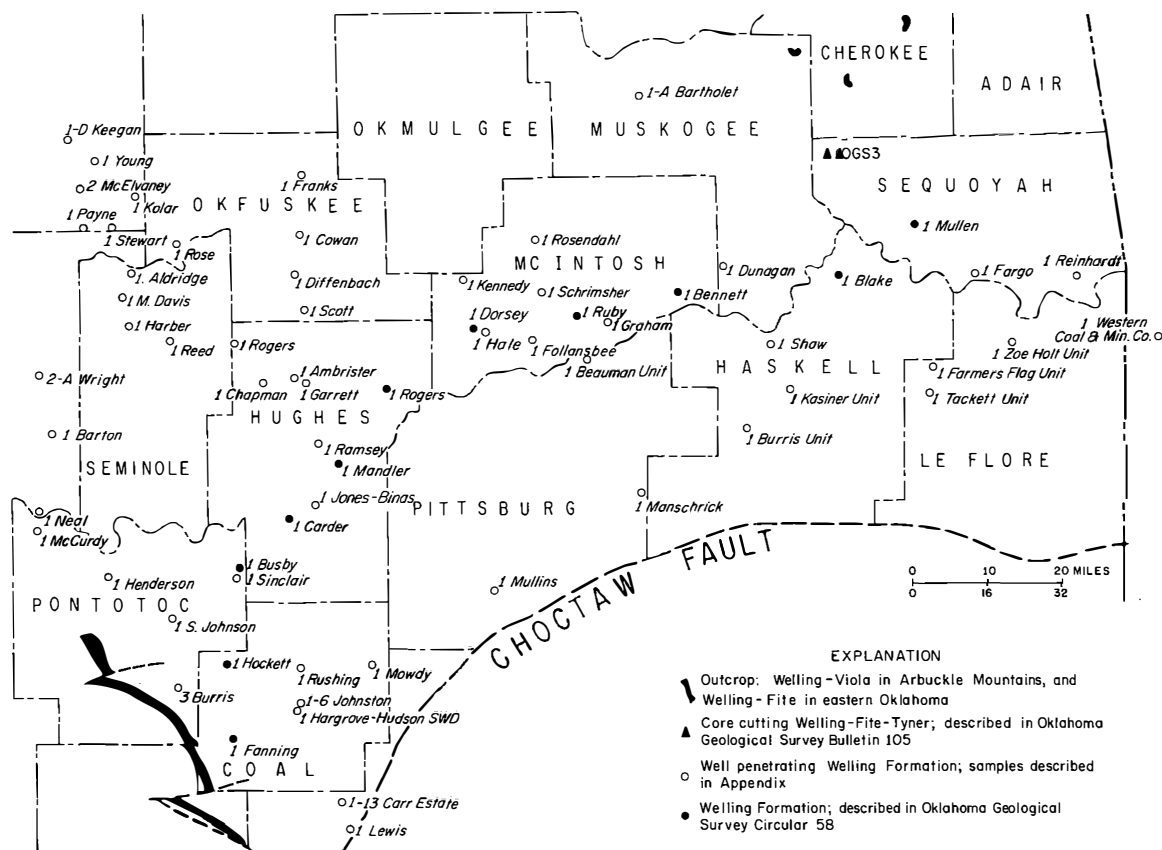 CHEROKEE
ADAIR
1-A Bartholet
OKMULGEE
MUSKOGEE
1-D Keegan
1 Young
OGS3
2 McElvaney
1 Franks
SEQUOYAH
1 Kolar
OKFUSKEE
1 Payne
1 Mullen
1 Stewart
1 Rose
1 Cowan
1 Rosendahl
MCINTOSH
1. Aldridge
1 Diffenbach
1 Kennedy
1 Dunagan
1 Blake
1 Fargo
1 Reinhardt
1 M. Davis
1 Schrimsher
1 Bennett
1 Scott
1 Dorsey
1 Ruby
1 Graham
1 Harber
1 Hale
1 Western
Coal & Min. Co.
1 Reed
1 Rogers
1 Follansbee
1 Shaw
1 Zoe Holt Unit
1 Beauman Unit
HASKELL
2-A Wright
1 Ambrister
1 Farmers Flag Unit
1 Chapman
1 Garrett
1 Rogers
1 Kasiner Unit
1 Tackett Unit
HUGHES
1 Barton
1 Ramsey
1 Burris Unit
SEMINOLE
1 Mandler
LE FLORE
1 Jones-Binas
PITTSBURG
1 Manschrick
1 Neal
1 McCurdy
1 Carder
CHOCTAW FAULT
1 Busby
1 Henderson
1 Sinclair
1 Mullins
0 10 20 MILES
0 16 32
PONTOTOC
1 S. Johnson
1 Hockett
1 Rushing
1 Mowdy
3 Burris
1-6 Johnston
1 Hargrove-Hudson SWD
1 Fanning
COAL
1-13 Carr Estate
1 Lewis
EXPLANATION
Outcrop: Welling-Viola in Arbuckle Mountains, and
Welling-Fite in eastern Oklahoma
Core cutting Welling-Fite-Tyner; described in Oklahoma
Geological Survey Bulletin 105
Well penetrating Welling Formation; samples described
in Appendix
Welling Formation; described in Oklahoma Geological
Survey Circular 58